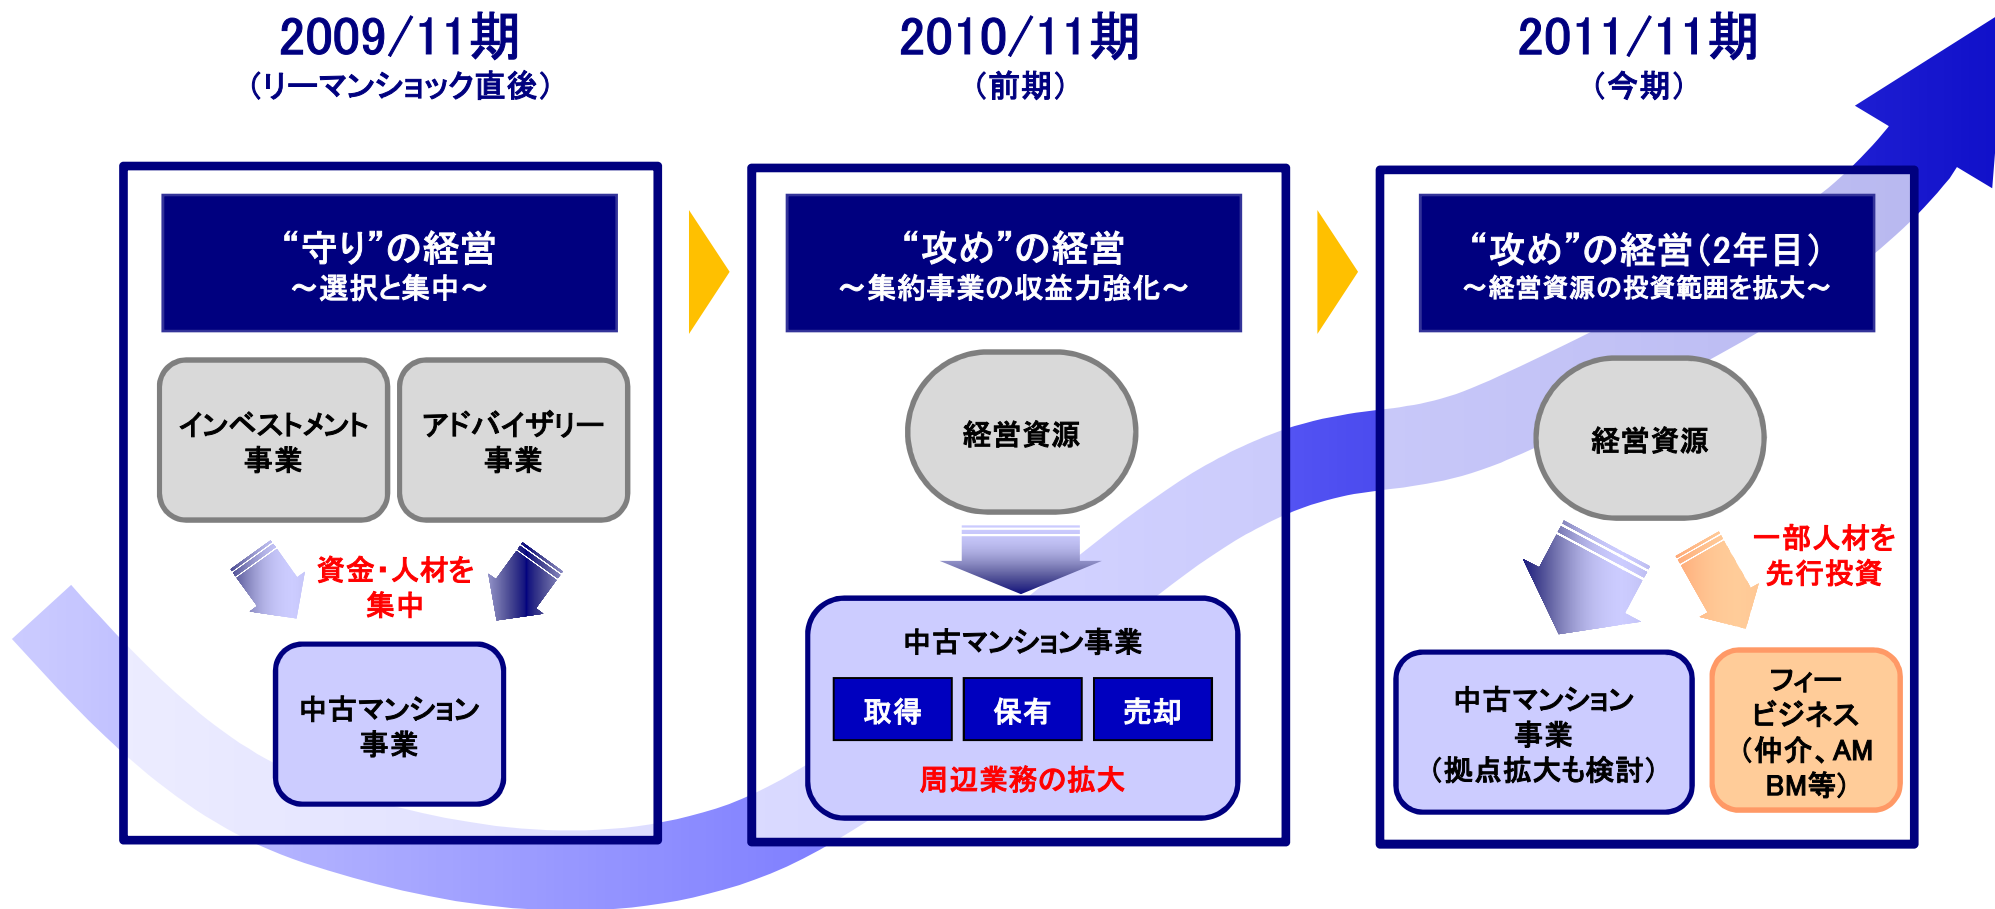 2009/11期
（リーマンショック直後）
“守り”の経営
～選択と集中～
インベストメント
事業
アドバイザリー
事業
資金・人材を
集中
中古マンション
事業
2010/11期
（前期）
“攻め”の経営
～集約事業の収益力強化～
経営資源
中古マンション事業
取得
保有
売却
周辺業務の拡大
2011/11期
（今期）
“攻め”の経営（2年目）
～経営資源の投資範囲を拡大～
経営資源
一部人材を
先行投資
中古マンション
事業
（拠点拡大も検討）
フィー
ビジネス
（仲介、AM
BM等）